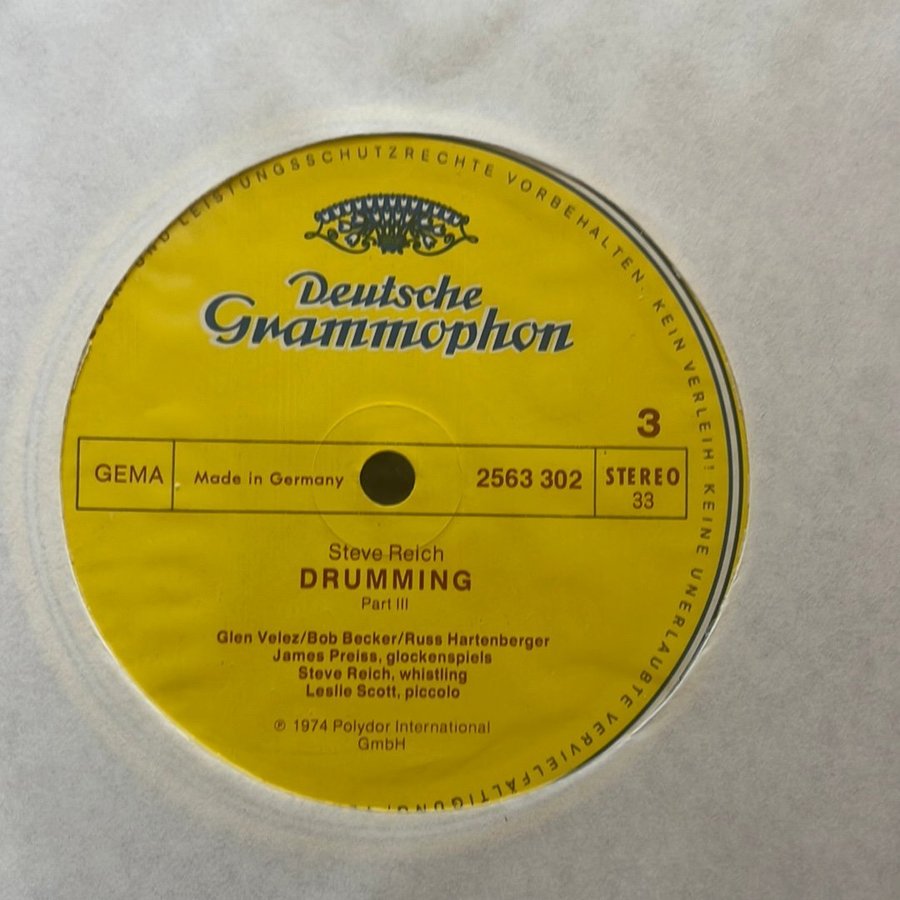 UND LEISTUNGSSCHUTZRECHTE VORBEHALTEN. KEIN VERLEIH! KEINE UNERLAUBTE VERVIELFÄLTIGUNG,
Deutsche
Grammophon
3
GEMA Made in Germany 2563 302 STEREO
33
Steve Reich
DRUMMING
Part III
Glen Velez/Bob Becker/Russ Hartenberger
James Preiss, glockenspiels
Steve Reich, whistling
Leslie Scott, piccolo
℗ 1974 Polydor International
GmbH